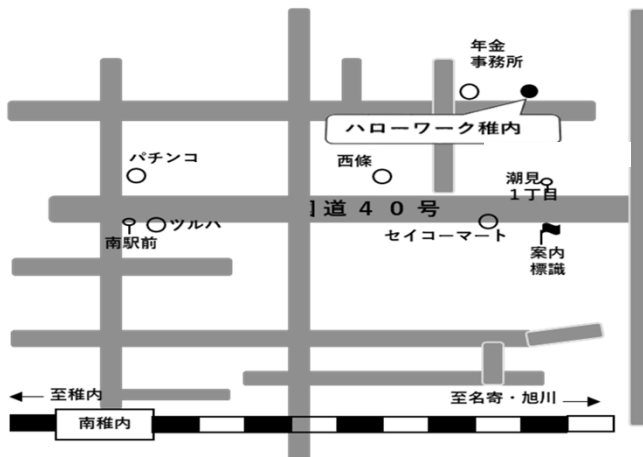 年金
事務所
ハローワーク稚内
パチンコ
西條
潮見
1丁目
国道40号
南駅前
ツルハ
セイコーマート
案内
標識
至稚内
至名寄・旭川
南稚内